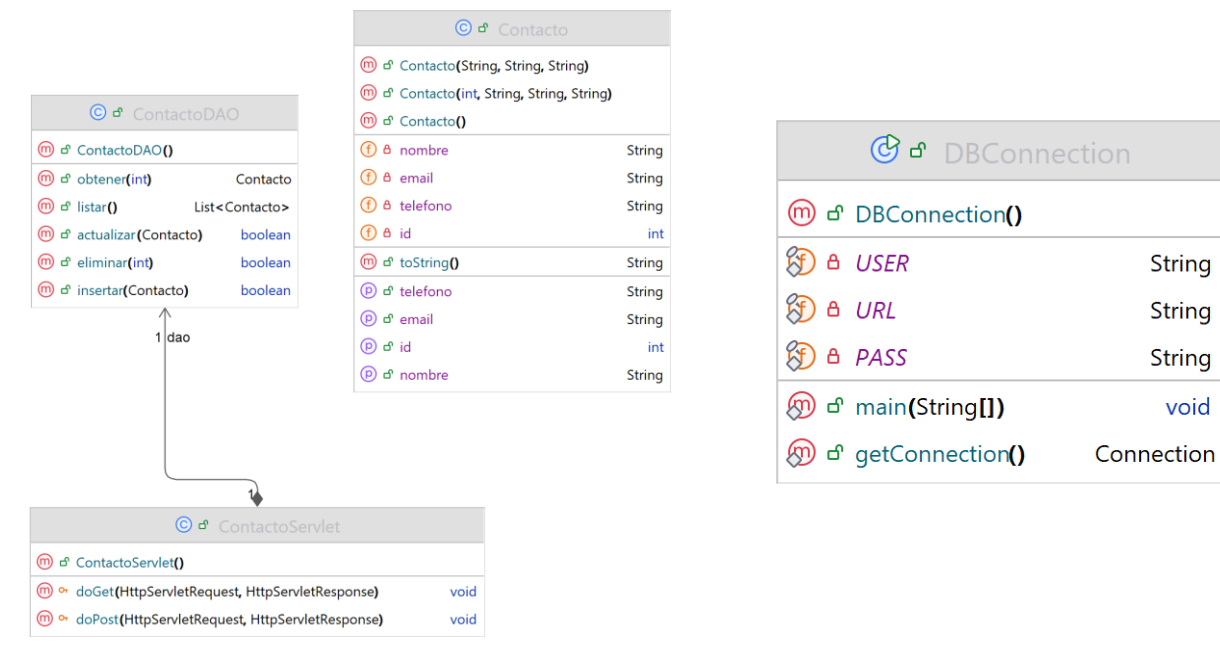 Contacto
Contacto(String, String, String)
Contacto(int, String, String, String)
Contacto()
nombre String
email String
telefono String
id int
toString() String
telefono String
email String
id int
nombre String
ContactoDAO
ContactoDAO()
obtener(int) Contacto
listar() List<Contacto>
actualizar(Contacto) boolean
eliminar(int) boolean
insertar(Contacto) boolean
1 dao
1
ContactoServlet
ContactoServlet()
doGet(HttpServletRequest, HttpServletResponse) void
doPost(HttpServletRequest, HttpServletResponse) void
DBConnection
DBConnection()
USER String
URL String
PASS String
main(String[]) void
getConnection() Connection